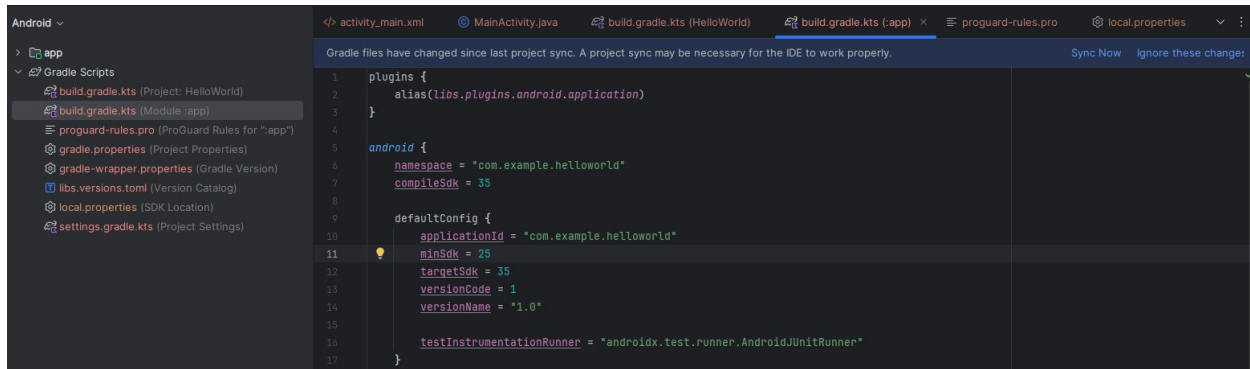 Android
activity_main.xml
MainActivity.java
build.gradle.kts (HelloWorld)
build.gradle.kts (:app)
proguard-rules.pro
local.properties
app
Gradle Scripts
build.gradle.kts (Project: HelloWorld)
build.gradle.kts (Module :app)
proguard-rules.pro (ProGuard Rules for ":app")
gradle.properties (Project Properties)
gradle-wrapper.properties (Gradle Version)
libs.versions.toml (Version Catalog)
local.properties (SDK Location)
settings.gradle.kts (Project Settings)
Gradle files have changed since last project sync. A project sync may be necessary for the IDE to work properly.
Sync Now
Ignore these changes
1 plugins {
2 alias(libs.plugins.android.application)
3 }
4
5 android {
6 namespace = "com.example.helloworld"
7 compileSdk = 35
8
9 defaultConfig {
10 applicationId = "com.example.helloworld"
11 minSdk = 25
12 targetSdk = 35
13 versionCode = 1
14 versionName = "1.0"
15
16 testInstrumentationRunner = "androidx.test.runner.AndroidJUnitRunner"
17 }